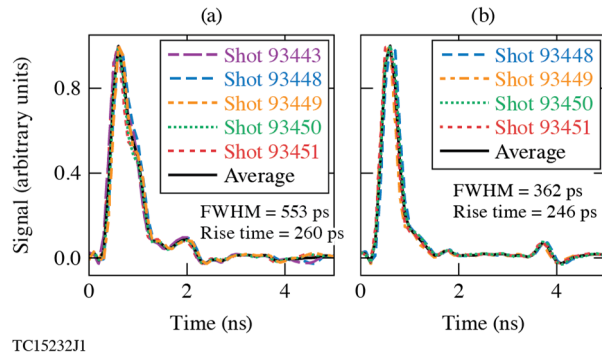 (a)
(b)
Signal (arbitrary units)
0.8
0.4
0.0
Shot 93443
Shot 93448
Shot 93449
Shot 93450
Shot 93451
Average
FWHM = 553 ps
Rise time = 260 ps
0
2
4
Time (ns)
Shot 93448
Shot 93449
Shot 93450
Shot 93451
Average
FWHM = 362 ps
Rise time = 246 ps
0
2
4
Time (ns)
TC15232J1